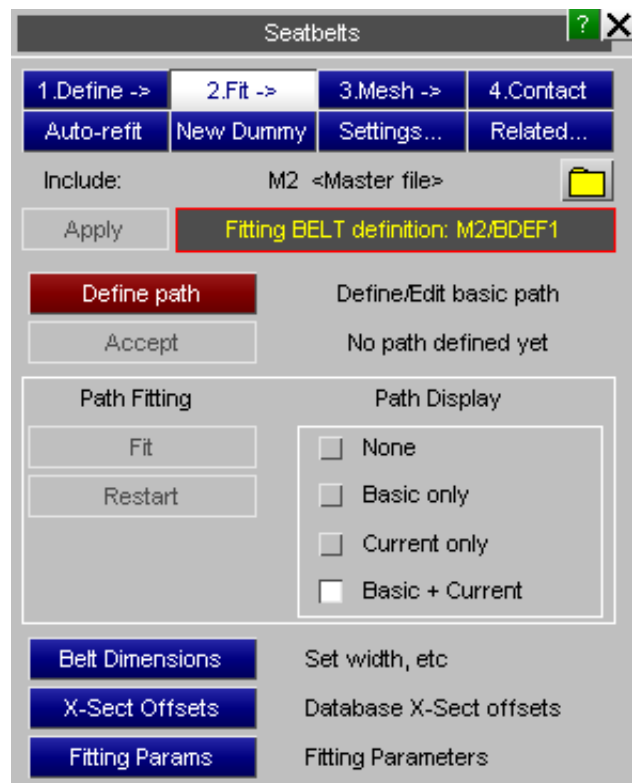 Seatbelts ? X
1.Define -> 2.Fit -> 3.Mesh -> 4.Contact
Auto-refit New Dummy Settings... Related...
Include: M2 <Master file>
Apply Fitting BELT definition: M2/BDEF1
Define path Define/Edit basic path
Accept No path defined yet
Path Fitting Path Display
Fit None
Restart Basic only
Current only
Basic + Current
Belt Dimensions Set width, etc
X-Sect Offsets Database X-Sect offsets
Fitting Params Fitting Parameters